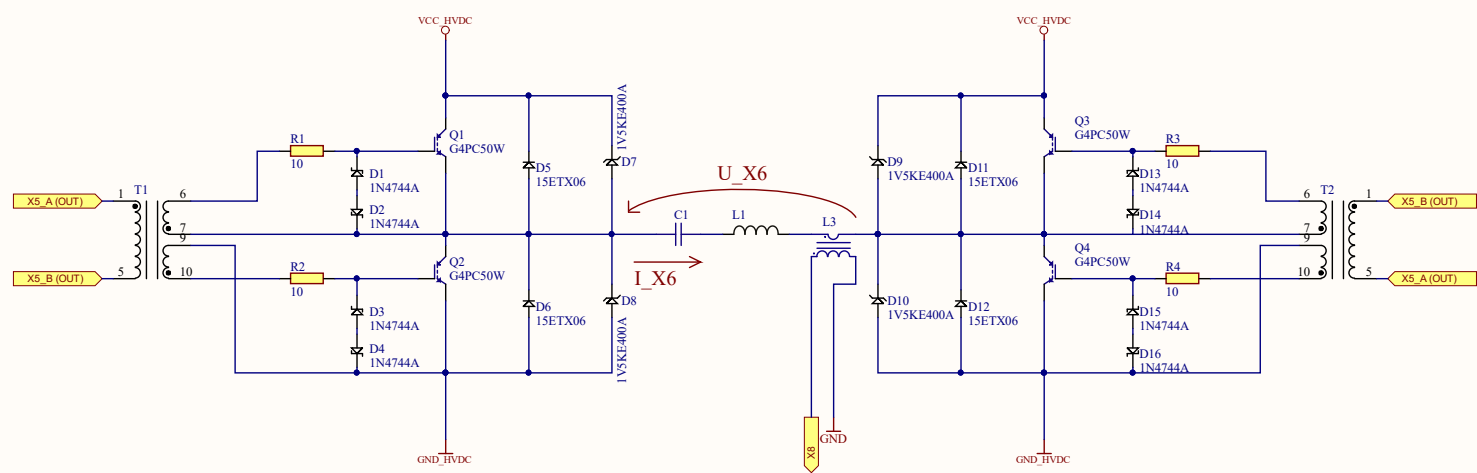 VCC_HVDC
VCC_HVDC
1V5KE400A
Q1
G4PC50W
Q3
G4PC50W
R1
10
R3
10
D5
15ETX06
D7
D9
1V5KE400A
D11
15ETX06
D1
1N4744A
D13
1N4744A
U_X6
T1
1
6
X5_A (OUT)
6
T2
1
X5_B (OUT)
D2
1N4744A
D14
1N4744A
C1
L1
L3
7
9
7
9
Q2
G4PC50W
Q4
G4PC50W
X5_B (OUT)
5
10
R2
10
I_X6
R4
10
10
5
X5_A (OUT)
D6
15ETX06
D8
1V5KE400A
D10
1V5KE400A
D12
15ETX06
D3
1N4744A
D15
1N4744A
D4
1N4744A
D16
1N4744A
X8
GND
GND_HVDC
GND_HVDC